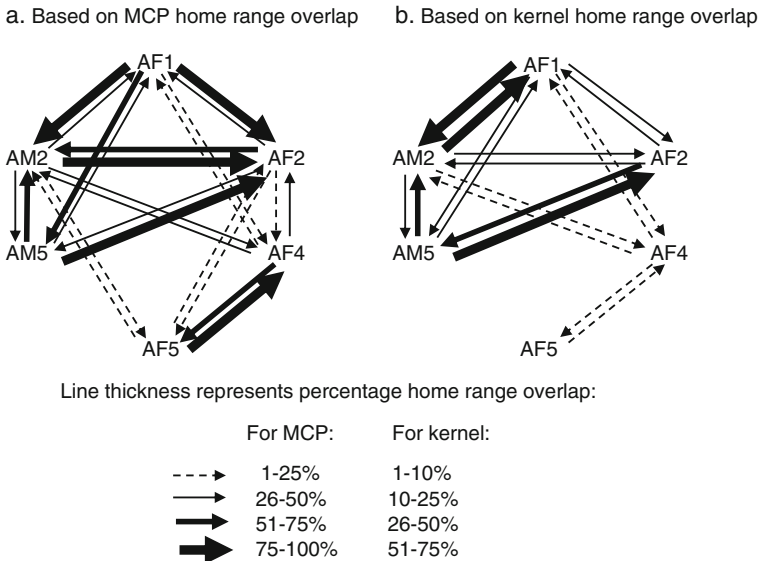 a. Based on MCP home range overlap
b. Based on kernel home range overlap
AF1
AM2
AF2
AM5
AF4
AF5
AF1
AM2
AF2
AM5
AF4
AF5
Line thickness represents percentage home range overlap:
For MCP: For kernel:
1-25% 1-10%
26-50% 10-25%
51-75% 26-50%
75-100% 51-75%